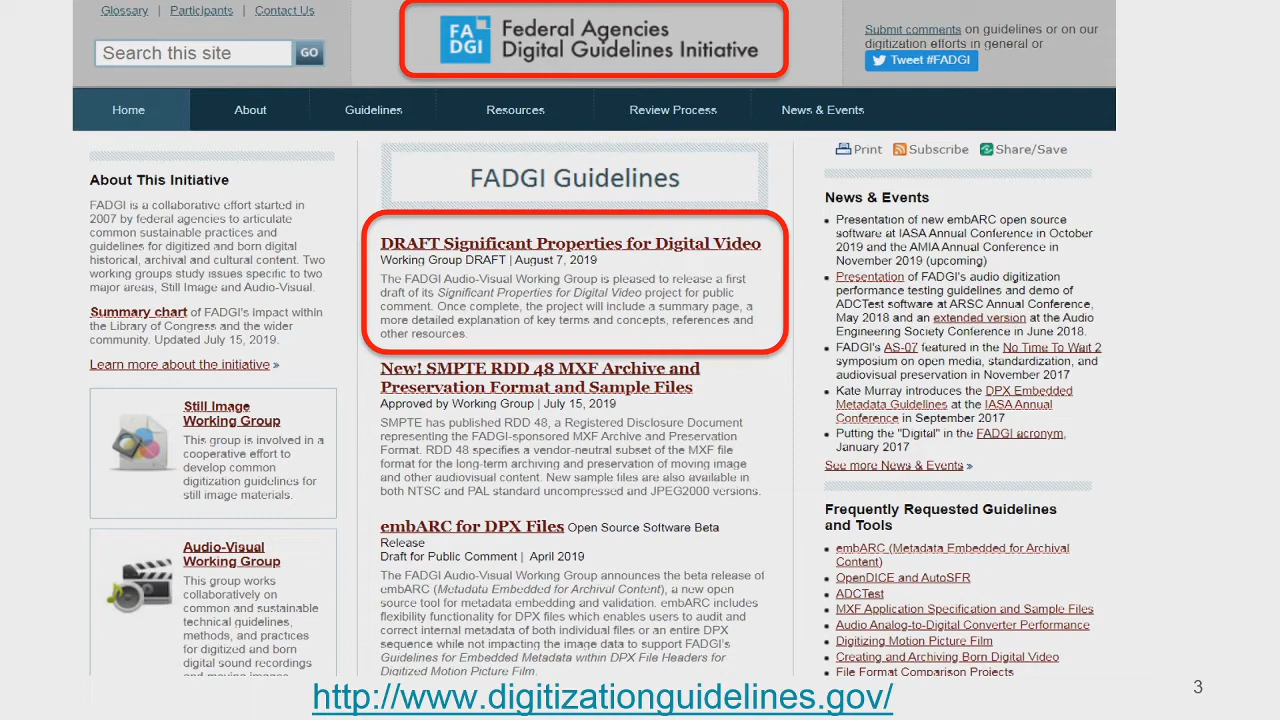 Glossary | Participants | Contact Us
Search this site GO
FA
DGI
Federal Agencies
Digital Guidelines Initiative
Submit comments on guidelines or on our
digitization efforts in general or
Tweet #FADGI
Home About Guidelines Resources Review Process News & Events
About This Initiative
FADGI is a collaborative effort started in
2007 by federal agencies to articulate
common sustainable practices and
guidelines for digitized and born digital
historical, archival and cultural content. Two
working groups study issues specific to two
major areas, Still Image and Audio-Visual.
Summary chart of FADGI's Impact within
the Library of Congress and the wider
community. Updated July 15, 2019.
Learn more about the initiative »
Still Image
Working Group
This group is involved in a
cooperative effort to
develop common
digitization guidelines for
still image materials.
Audio-Visual
Working Group
This group works
collaboratively on
common and sustainable
technical guidelines,
methods, and practices
for digitized and born
digital sound recordings
and moving images
FADGI Guidelines
DRAFT Significant Properties for Digital Video
Working Group DRAFT | August 7, 2019
The FADGI Audio-Visual Working Group is pleased to release a first
draft of its Significant Properties for Digital Video project for public
comment. Once complete, the project will include a summary page, a
more detailed explanation of key terms and concepts, references and
other resources.
New! SMPTE RDD 48 MXF Archive and
Preservation Format and Sample Files
Approved by Working Group | July 15, 2019
SMPTE has published RDD 48, a Registered Disclosure Document
representing the FADGI-sponsored MXF Archive and Preservation
Format. RDD 48 specifies a vendor-neutral subset of the MXF file
format for the long-term archiving and preservation of moving image
and other audiovisual content. New sample files are also available in
both NTSC and PAL standard uncompressed and JPEG2000 versions.
embARC for DPX Files Open Source Software Beta
Release
Draft for Public Comment | April 2019
The FADGI Audio-Visual Working Group announces the beta release of
embARC (Metadata Embedded for Archival Content), a new open
source tool for metadata embedding and validation. embARC includes
flexibility functionality for DPX files which enables users to audit and
correct internal metadata of both individual files or an entire DPX
sequence while not impacting the image data to support FADGI's
Guidelines for Embedded Metadata within DPX File Headers for
Digitized Motion Picture Film.
Print Subscribe Share/Save
News & Events
• Presentation of new embARC open source
software at IASA Annual Conference in October
2019 and the AMIA Annual Conference in
November 2019 (upcoming)
• Presentation of FADGI's audio digitization
performance testing guidelines and demo of
ADCTest software at ARSC Annual Conference,
May 2018 and an extended version at the Audio
Engineering Society Conference in June 2018.
• FADGI's AS-07 featured in the No Time To Wait 2
symposium on open media, standardization, and
audiovisual preservation in November 2017
• Kate Murray introduces the DPX Embedded
Metadata Guidelines at the IASA Annual
Conference in September 2017
• Putting the "Digital" in the FADGI acronym,
January 2017
See more News & Events »
Frequently Requested Guidelines
and Tools
• embARC (Metadata Embedded for Archival
Content)
• OpenDICE and AutoSFR
• ADCTest
• MXF Application Specification and Sample Files
• Audio Analog-to-Digital Converter Performance
• Digitizing Motion Picture Film
• Creating and Archiving Born Digital Video
• File Format Comparison Projects
http://www.digitizationguidelines.gov/
3